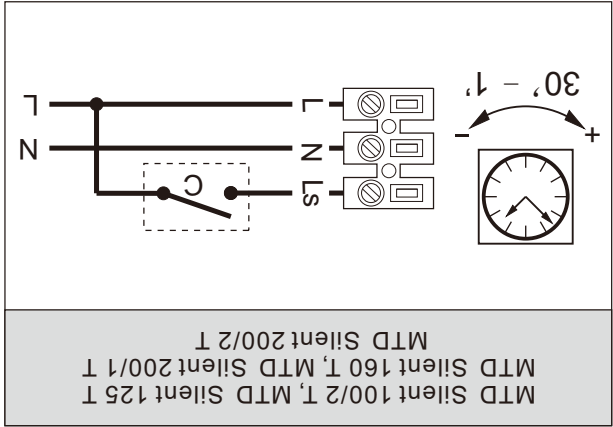 MTD Silent 100/2 T, MTD Silent 125 T
MTD Silent 160 T, MTD Silent 200/1 T
MTD Silent 200/2 T
Ls C
+ –
N N
30’ – 1’
L L